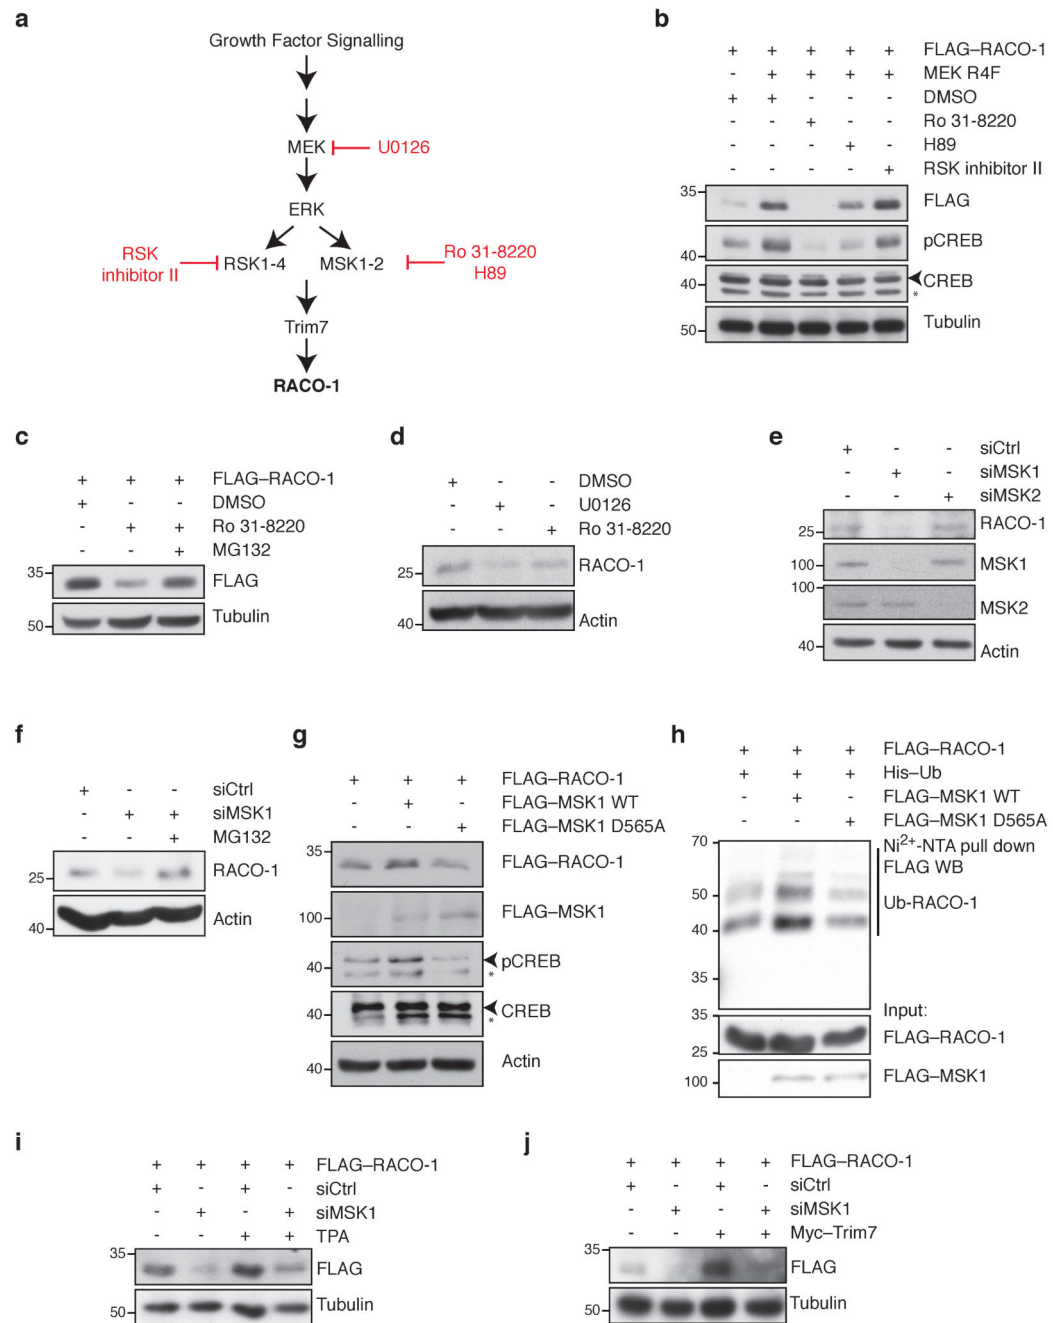 a
Growth Factor Signalling
MEK
U0126
ERK
RSK
inhibitor II
RSK1-4
MSK1-2
Ro 31-8220
H89
Trim7
RACO-1
b
+ + + + + FLAG–RACO-1
- + + + + MEK R4F
+ + - - - DMSO
- - + - - Ro 31-8220
- - - + - H89
- - - - + RSK inhibitor II
35
FLAG
40
pCREB
40
CREB
*
50
Tubulin
c
+ + + FLAG–RACO-1
+ - - DMSO
- + + Ro 31-8220
- - + MG132
35
FLAG
50
Tubulin
d
+ - - DMSO
- + - U0126
- - + Ro 31-8220
25
RACO-1
40
Actin
e
+ - - siCtrl
- + - siMSK1
- - + siMSK2
25
RACO-1
100
MSK1
100
MSK2
40
Actin
f
+ - - siCtrl
- + + siMSK1
- - + MG132
25
RACO-1
40
Actin
g
+ + + FLAG–RACO-1
- + - FLAG–MSK1 WT
- - + FLAG–MSK1 D565A
35
FLAG–RACO-1
100
FLAG–MSK1
40
pCREB
*
40
CREB
*
40
Actin
h
+ + + FLAG–RACO-1
+ + + His–Ub
- + - FLAG–MSK1 WT
- - + FLAG–MSK1 D565A
70
50
40
35
Ni2+-NTA pull down
FLAG WB
Ub-RACO-1
Input:
35
25
FLAG–RACO-1
100
FLAG–MSK1
i
+ + + + FLAG–RACO-1
+ - + - siCtrl
- + - + siMSK1
- - + + TPA
35
FLAG
50
Tubulin
j
+ + + + FLAG–RACO-1
+ - + - siCtrl
- + - + siMSK1
- - + + Myc–Trim7
35
FLAG
50
Tubulin